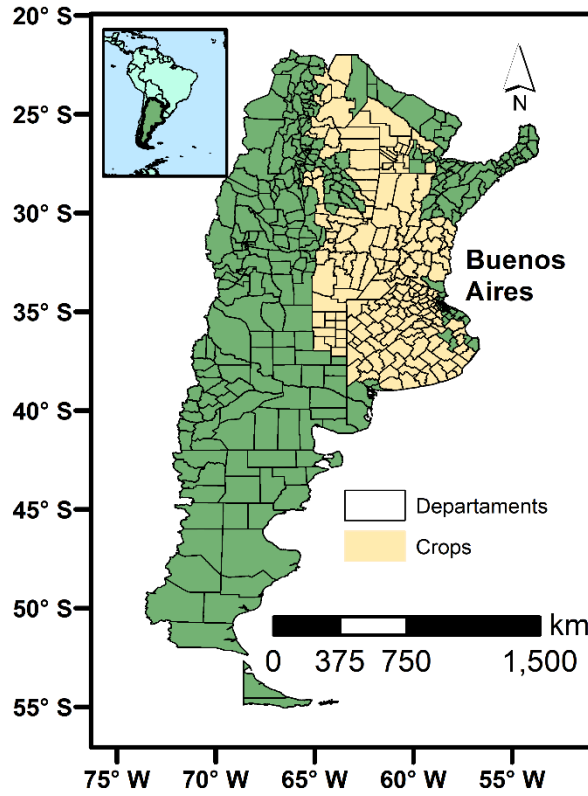 20° S
25° S
30° S
35° S
40° S
45° S
50° S
55° S
N
Buenos
Aires
Departaments
Crops
km
0 375 750 1,500
75° W 70° W 65° W 60° W 55° W